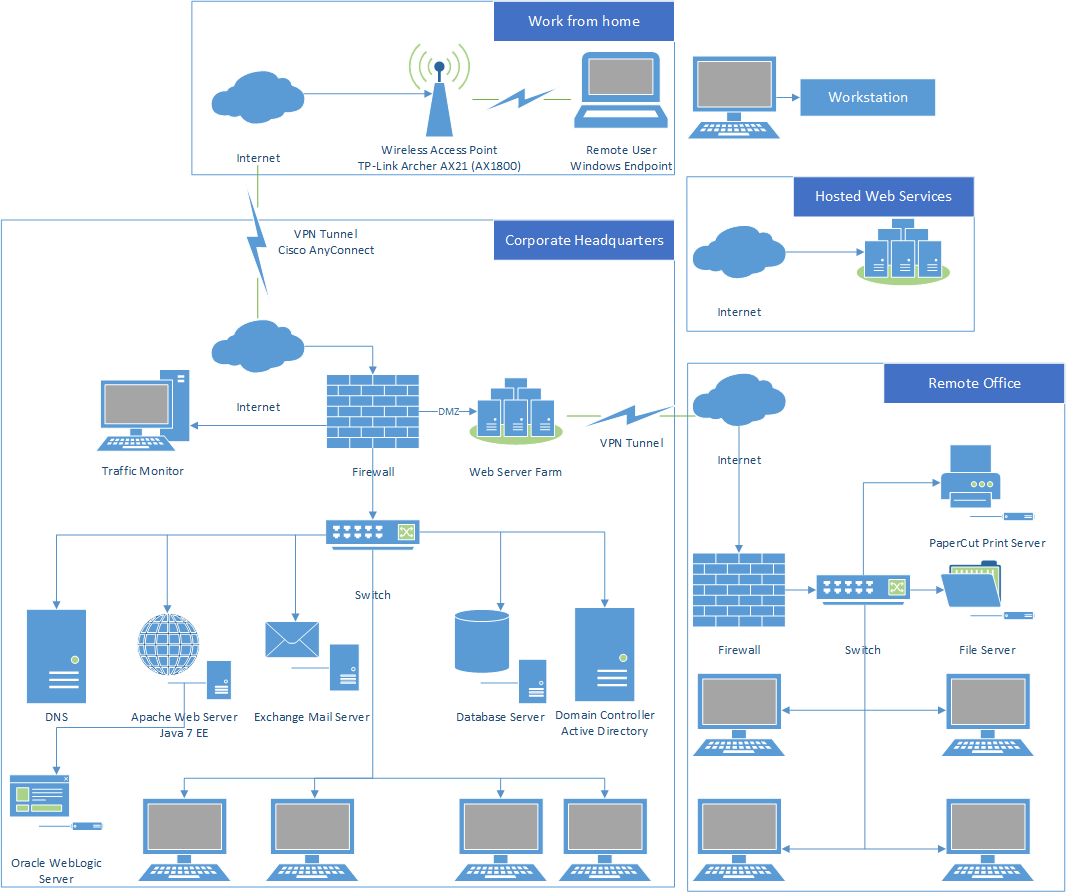 Work from home
Internet
Wireless Access Point
TP-Link Archer AX21 (AX1800)
Remote User
Windows Endpoint
Workstation
Hosted Web Services
Internet
VPN Tunnel
Cisco AnyConnect
Corporate Headquarters
Internet
Traffic Monitor
Firewall
DMZ
Web Server Farm
VPN Tunnel
Switch
DNS
Apache Web Server
Java 7 EE
Exchange Mail Server
Database Server
Domain Controller
Active Directory
Oracle WebLogic
Server
Remote Office
Internet
PaperCut Print Server
Firewall
Switch
File Server